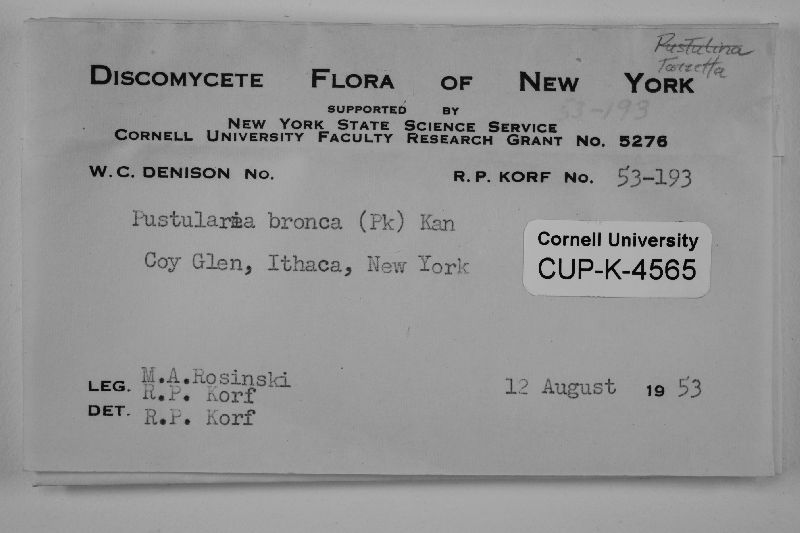 Pustulina
Tarzetta
DISCOMYCETE FLORA OF NEW YORK
SUPPORTED BY
53-193
NEW YORK STATE SCIENCE SERVICE
CORNELL UNIVERSITY FACULTY RESEARCH GRANT NO. 5276
W.C. DENISON NO. R.P. KORF NO. 53-193
Pustularia bronca (Pk) Kan
Coy Glen, Ithaca, New York
Cornell University
CUP-K-4565
LEG. M.A.Rosinski
R.P. Korf
12 August 19 53
DET. R.P. Korf